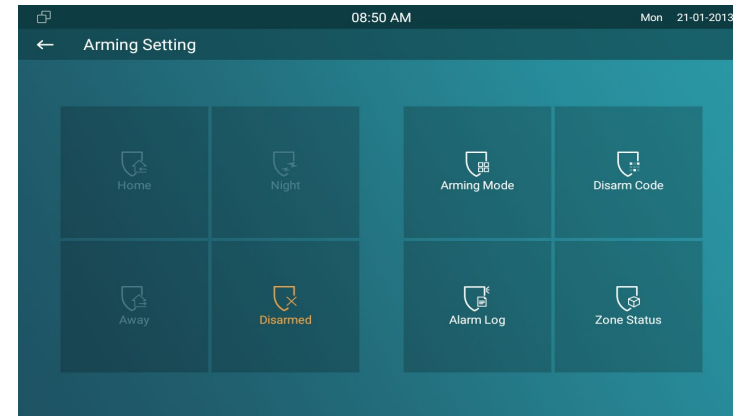 08:50 AM Mon 21-01-2013
Arming Setting
Home Night Arming Mode Disarm Code
Away Disarmed Alarm Log Zone Status